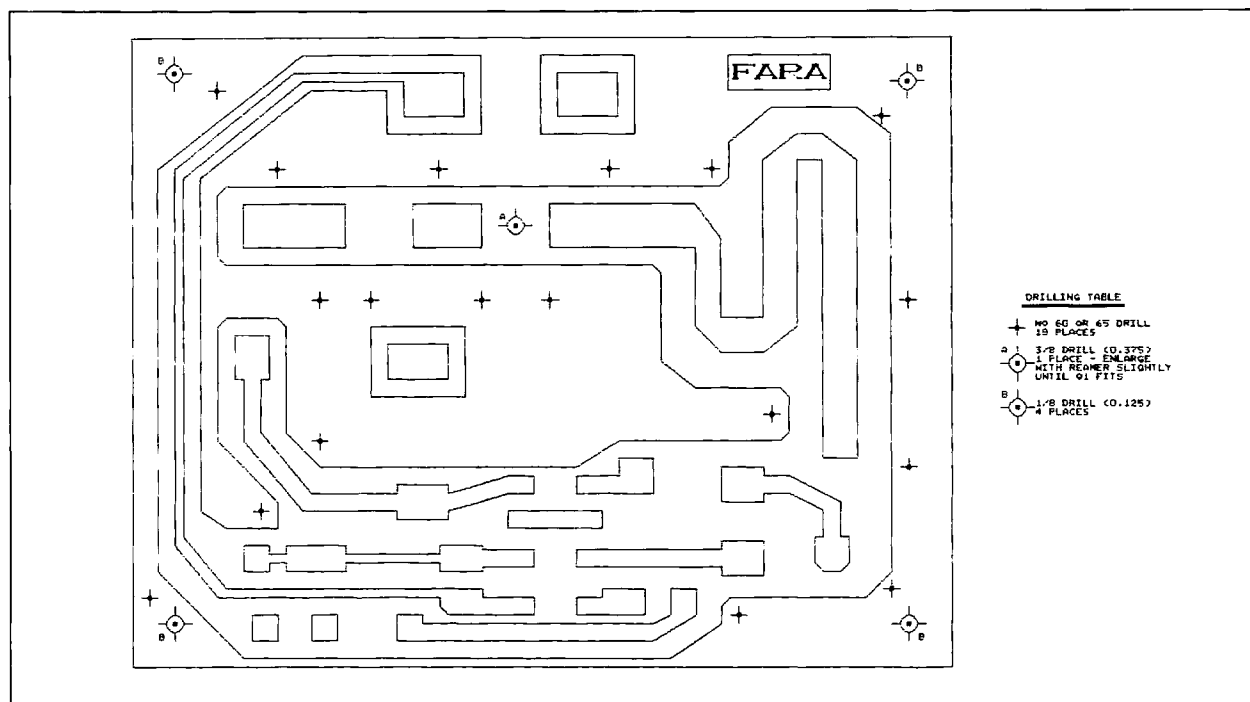 B
B
FARA
A
DRILLING TABLE
NO 60 OR 65 DRILL
19 PLACES
A
3/8 DRILL (0.375)
1 PLACE - ENLARGE
WITH REAMER SLIGHTLY
UNTIL Q1 FITS
B
1/8 DRILL (0.125)
4 PLACES
B
B